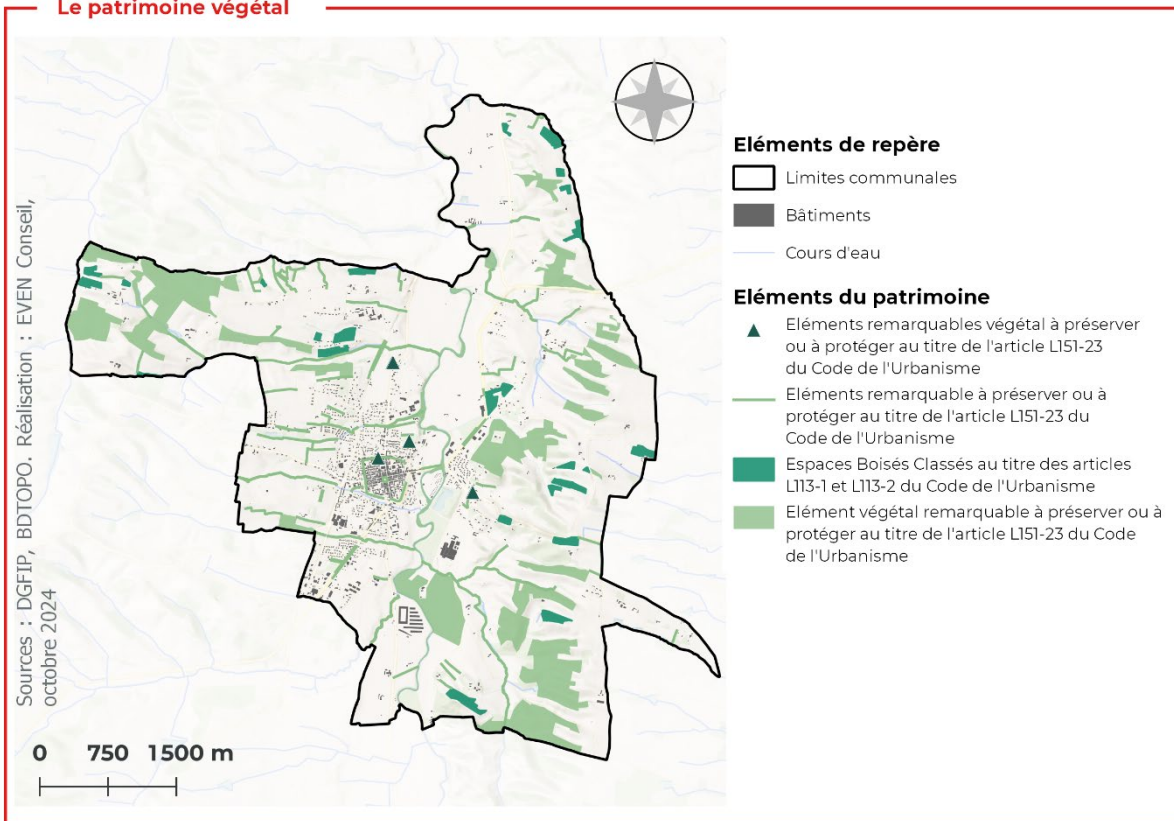 Le patrimoine végétal
Eléments de repère
Limites communales
Bâtiments
Cours d'eau
Eléments du patrimoine
Eléments remarquables végétal à préserver
ou à protéger au titre de l'article L151-23
du Code de l'Urbanisme
Eléments remarquable à préserver ou à
protéger au titre de l'article L151-23 du
Code de l'Urbanisme
Espaces Boisés Classés au titre des articles
L113-1 et L113-2 du Code de l'Urbanisme
Elément végétal remarquable à préserver ou à
protéger au titre de l'article L151-23 du Code
de l'Urbanisme
Sources : DGFIP, BDTOPO. Réalisation : EVEN Conseil,
octobre 2024
0 750 1500 m